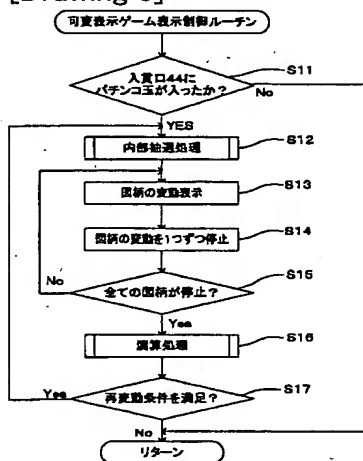 可変表示ゲーム表示制御ルーチン
S11
入賞口44に
パチンコ玉が入ったか?
No
YES
S12
内部抽選処理
S13
図柄の変動表示
S14
図柄の変動を1つずつ停止
S15
No
全ての図柄が停止?
Yes
S16
演算処理
S17
Yes
再変動条件を満足?
No
リターン